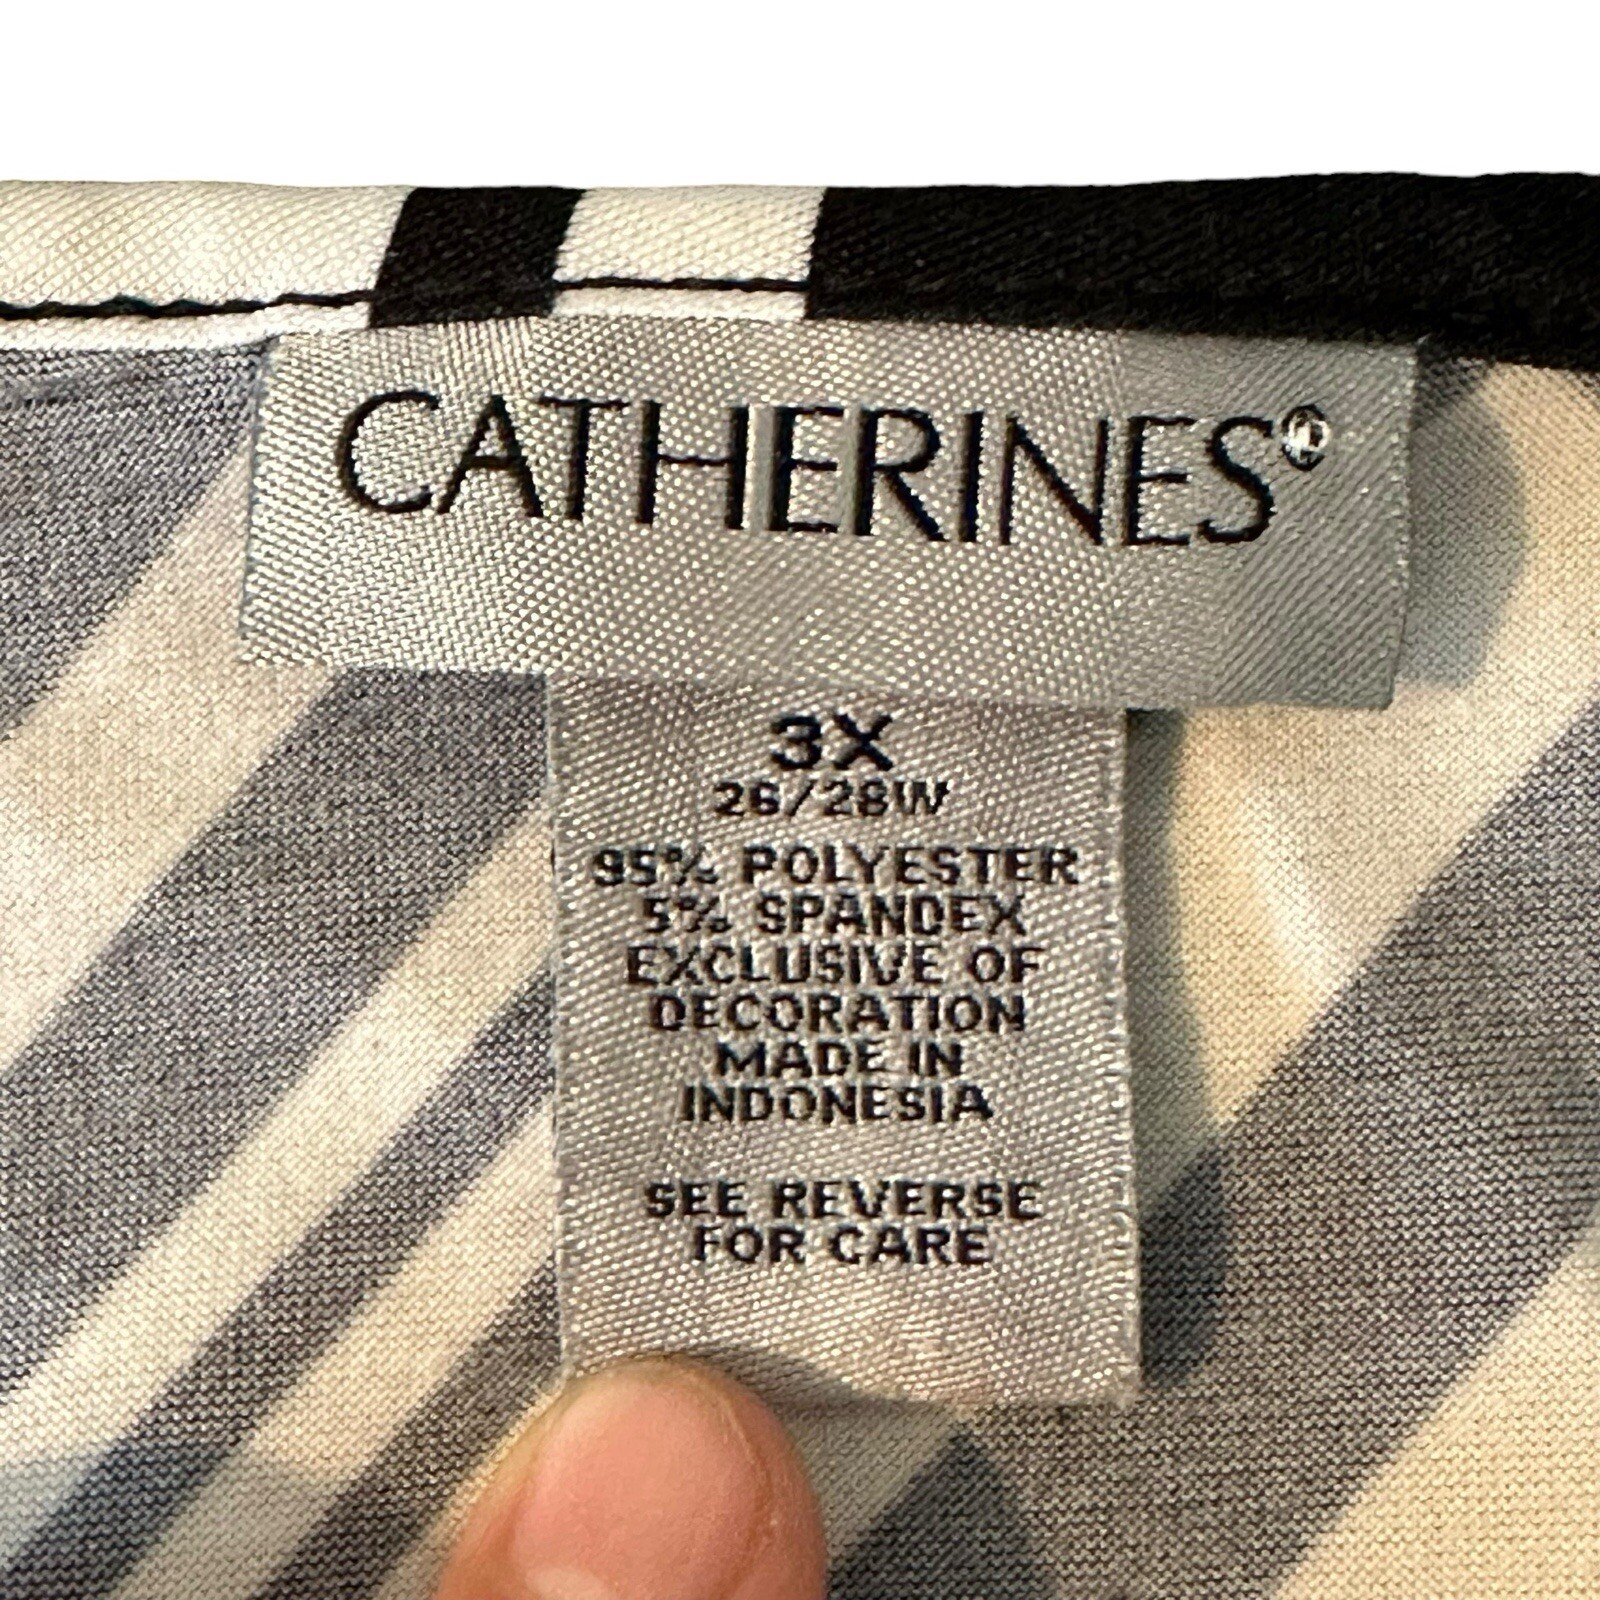 CATHERINES®
3X
26/28W
95% POLYESTER
5% SPANDEX
EXCLUSIVE OF
DECORATION
MADE IN
INDONESIA
SEE REVERSE
FOR CARE